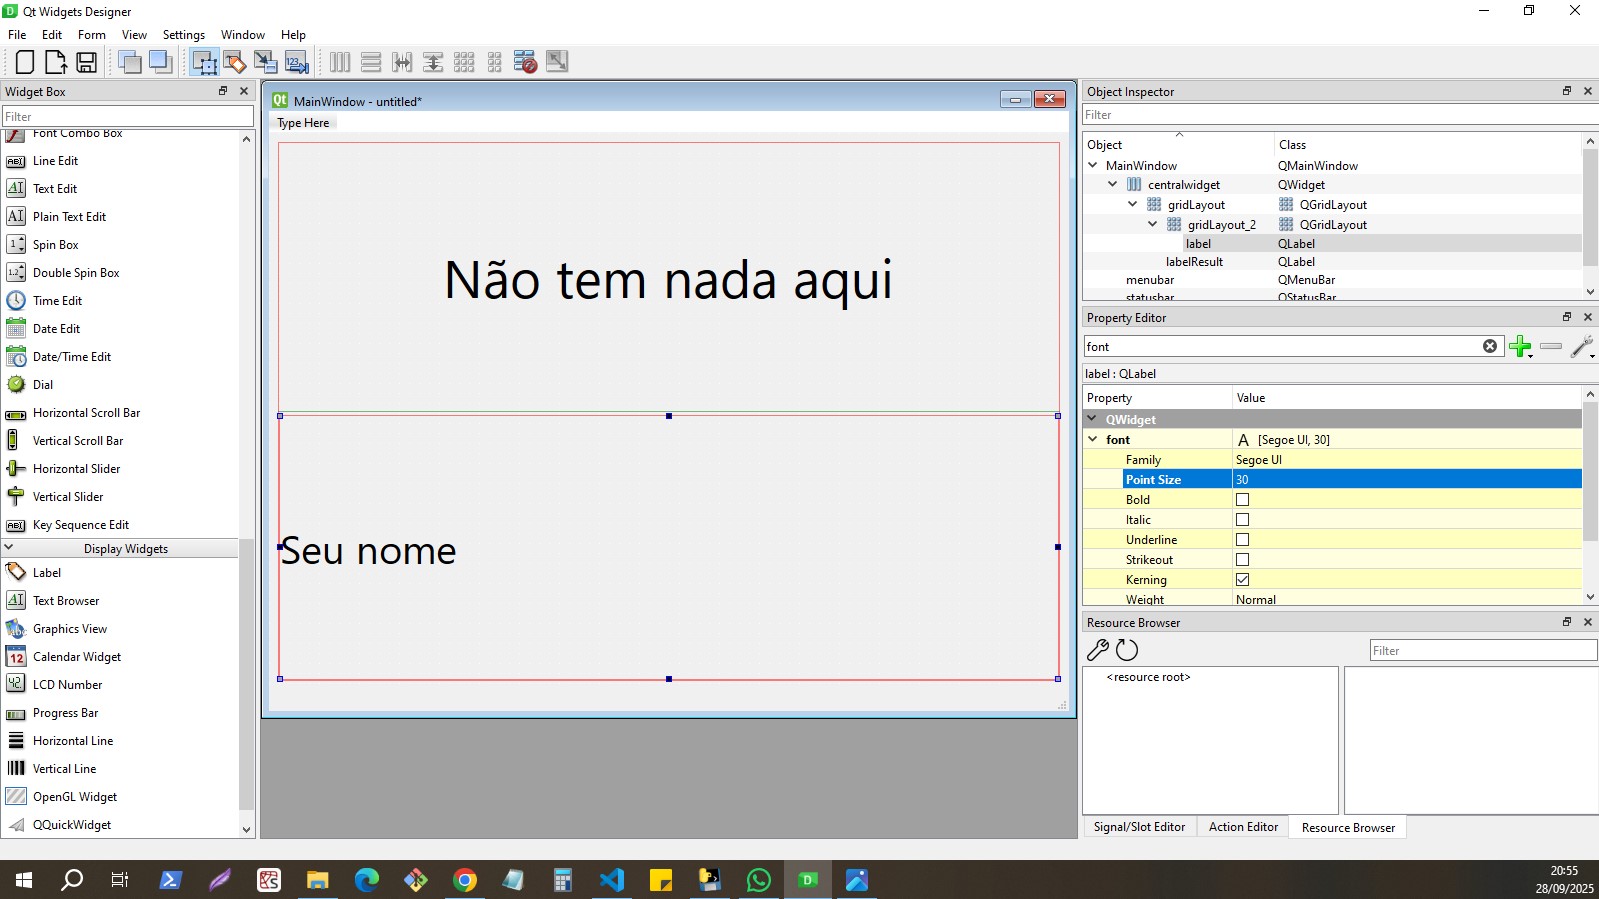 Qt Widgets Designer
File Edit Form View Settings Window Help
Widget Box
Filter
Font Combo Box
Line Edit
Text Edit
Plain Text Edit
Spin Box
Double Spin Box
Time Edit
Date Edit
Date/Time Edit
Dial
Horizontal Scroll Bar
Vertical Scroll Bar
Horizontal Slider
Vertical Slider
Key Sequence Edit
Display Widgets
Label
Text Browser
Graphics View
Calendar Widget
LCD Number
Progress Bar
Horizontal Line
Vertical Line
OpenGL Widget
QQuickWidget
MainWindow - untitled*
Type Here
Não tem nada aqui
Seu nome
Object Inspector
Filter
Object Class
MainWindow QMainWindow
centralwidget QWidget
gridLayout QGridLayout
gridLayout_2 QGridLayout
label QLabel
labelResult QLabel
menubar QMenuBar
statusbar QStatusBar
Property Editor
font
label : QLabel
Property Value
QWidget
font A [Segoe UI, 30]
Family Segoe UI
Point Size 30
Bold
Italic
Underline
Strikeout
Kerning
Weight Normal
Resource Browser
Filter
<resource root>
Signal/Slot Editor Action Editor Resource Browser
20:55
28/09/2025